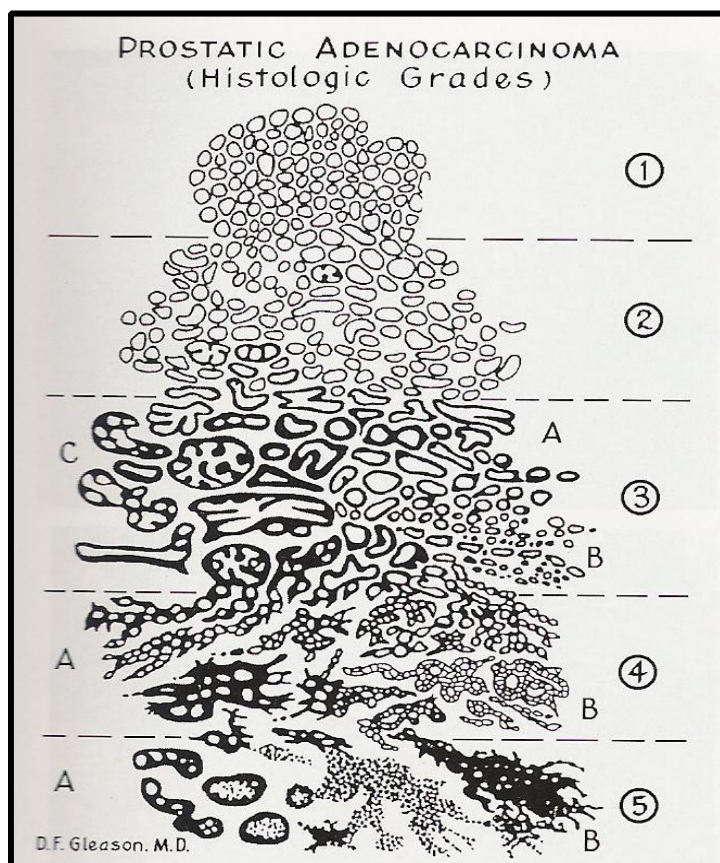 PROSTATIC ADENOCARCINOMA
(Histologic Grades)
1
2
A
C
3
B
A
4
B
A
5
B
D.F. Gleason. M.D.